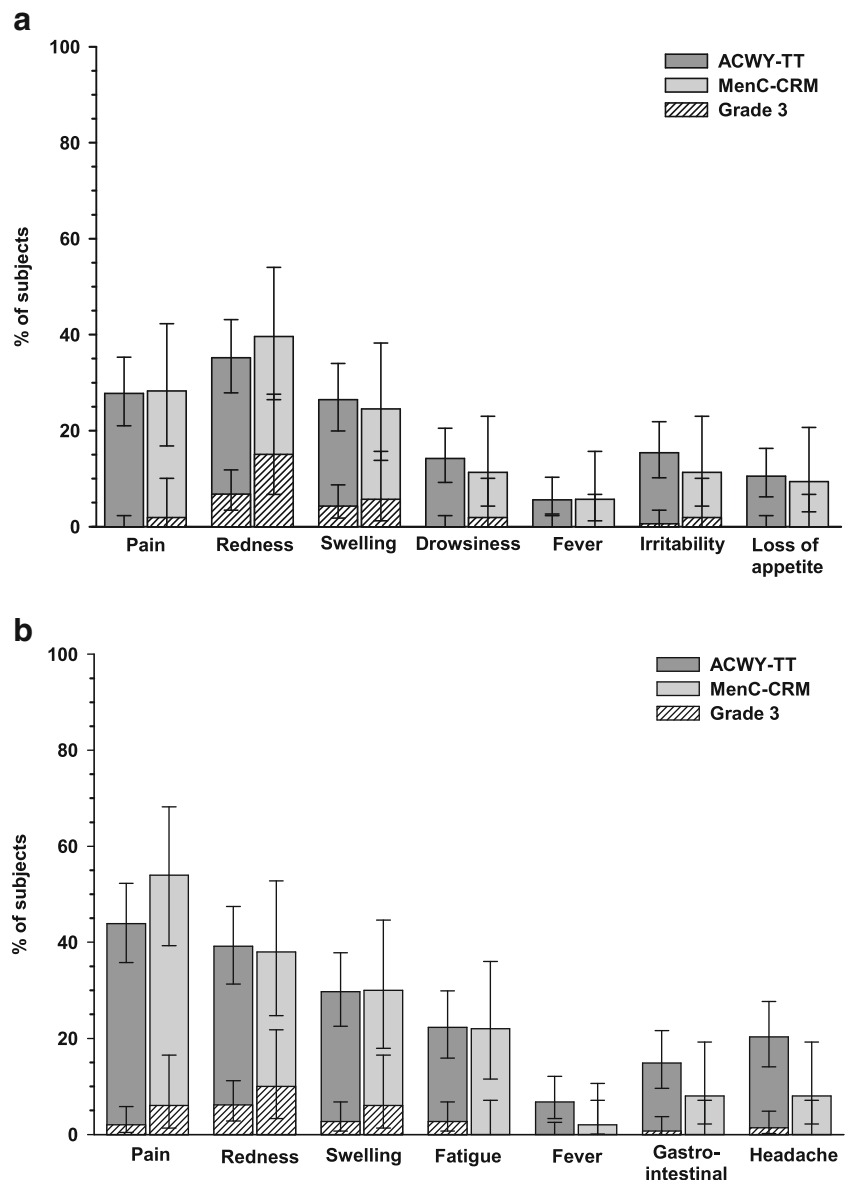 a
100
80
60
40
20
0
% of subjects
ACWY-TT
MenC-CRM
Grade 3
Pain Redness Swelling Drowsiness Fever Irritability Loss of
appetite
b
100
80
60
40
20
0
% of subjects
ACWY-TT
MenC-CRM
Grade 3
Pain Redness Swelling Fatigue Fever Gastro- Headache
intestinal